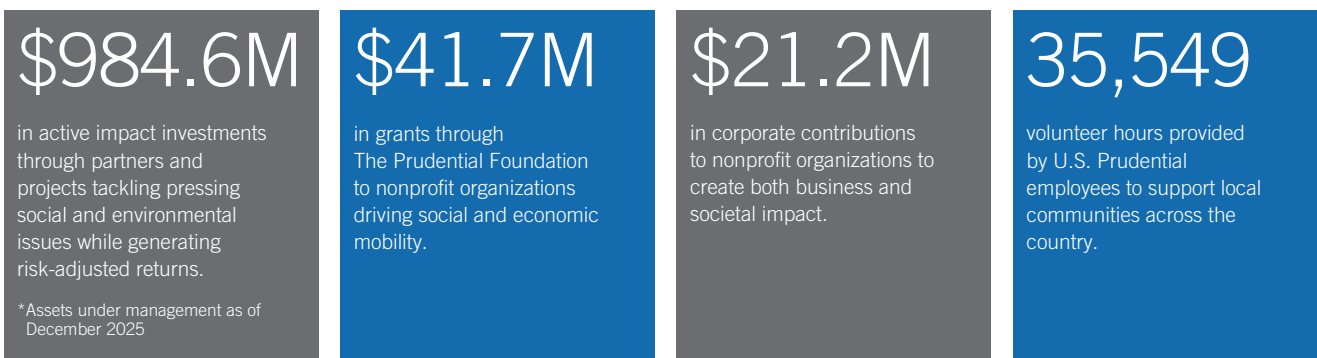 $984.6M
in active impact investments
through partners and
projects tackling pressing
social and environmental
issues while generating
risk-adjusted returns.
*Assets under management as of
December 2025
$41.7M
in grants through
The Prudential Foundation
to nonprofit organizations
driving social and economic
mobility.
$21.2M
in corporate contributions
to nonprofit organizations to
create both business and
societal impact.
35,549
volunteer hours provided
by U.S. Prudential
employees to support local
communities across the
country.